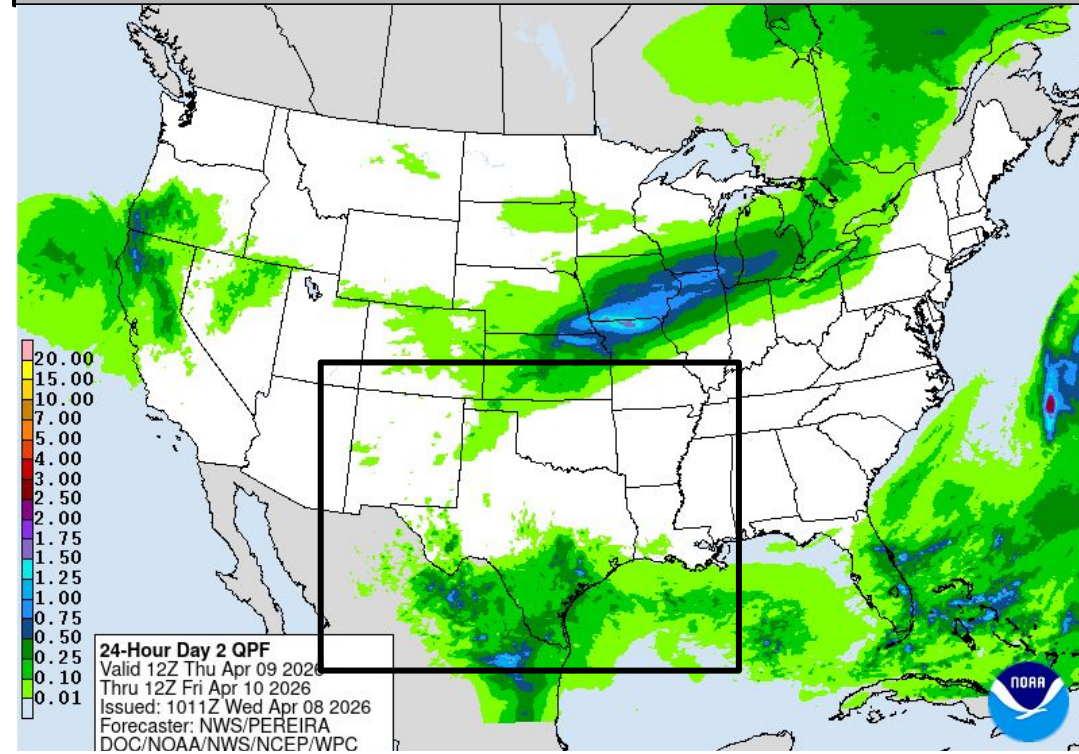 20.00
15.00
10.00
7.00
5.00
4.00
3.00
2.50
2.00
1.75
1.50
1.25
1.00
0.75
0.50
0.25
0.10
0.01
24-Hour Day 2 QPF
Valid 12Z Thu Apr 09 2026
Thru 12Z Fri Apr 10 2026
Issued: 1011Z Wed Apr 08 2026
Forecaster: NWS/PEREIRA
DOC/NOAA/NWS/NCEP/WPC
NOAA